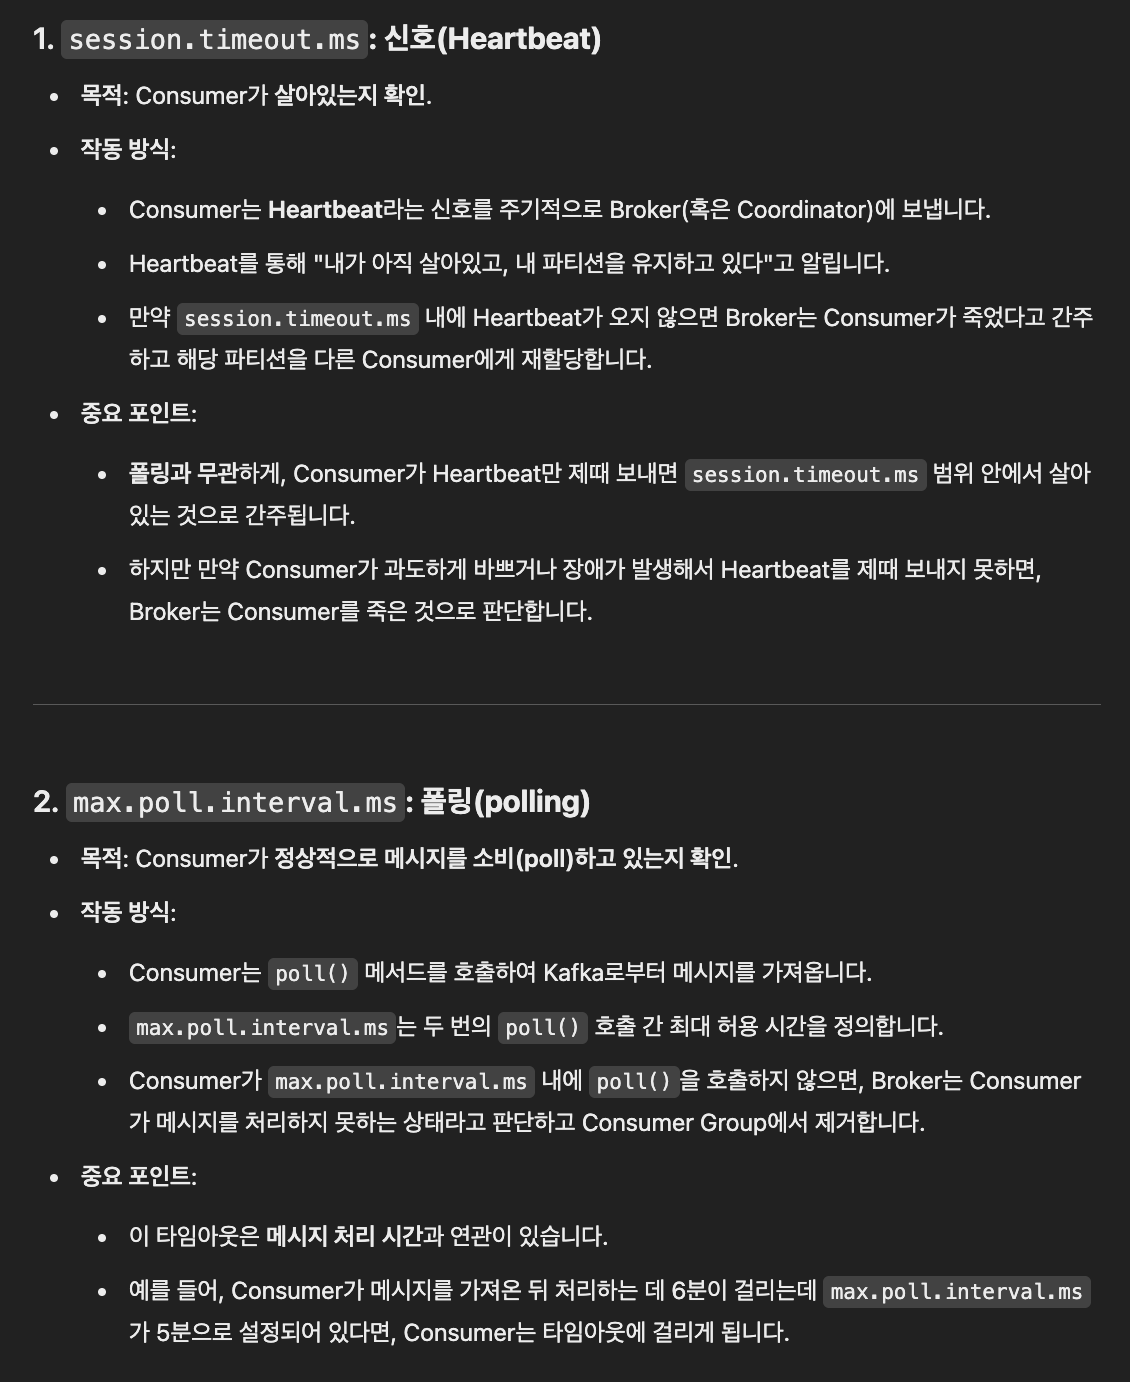 1. session.timeout.ms: 신호(Heartbeat)
• 목적: Consumer가 살아있는지 확인.
• 작동 방식:
• Consumer는 Heartbeat라는 신호를 주기적으로 Broker(혹은 Coordinator)에 보냅니다.
• Heartbeat를 통해 "내가 아직 살아있고, 내 파티션을 유지하고 있다"고 알립니다.
• 만약 session.timeout.ms 내에 Heartbeat가 오지 않으면 Broker는 Consumer가 죽었다고 간주
하고 해당 파티션을 다른 Consumer에게 재할당합니다.
• 중요 포인트:
• 폴링과 무관하게, Consumer가 Heartbeat만 제때 보내면 session.timeout.ms 범위 안에서 살아
있는 것으로 간주됩니다.
• 하지만 만약 Consumer가 과도하게 바쁘거나 장애가 발생해서 Heartbeat를 제때 보내지 못하면,
Broker는 Consumer를 죽은 것으로 판단합니다.
2. max.poll.interval.ms: 폴링(polling)
• 목적: Consumer가 정상적으로 메시지를 소비(poll)하고 있는지 확인.
• 작동 방식:
• Consumer는 poll() 메서드를 호출하여 Kafka로부터 메시지를 가져옵니다.
• max.poll.interval.ms는 두 번의 poll() 호출 간 최대 허용 시간을 정의합니다.
• Consumer가 max.poll.interval.ms 내에 poll()을 호출하지 않으면, Broker는 Consumer
가 메시지를 처리하지 못하는 상태라고 판단하고 Consumer Group에서 제거합니다.
• 중요 포인트:
• 이 타임아웃은 메시지 처리 시간과 연관이 있습니다.
• 예를 들어, Consumer가 메시지를 가져온 뒤 처리하는 데 6분이 걸리는데 max.poll.interval.ms
가 5분으로 설정되어 있다면, Consumer는 타임아웃에 걸리게 됩니다.